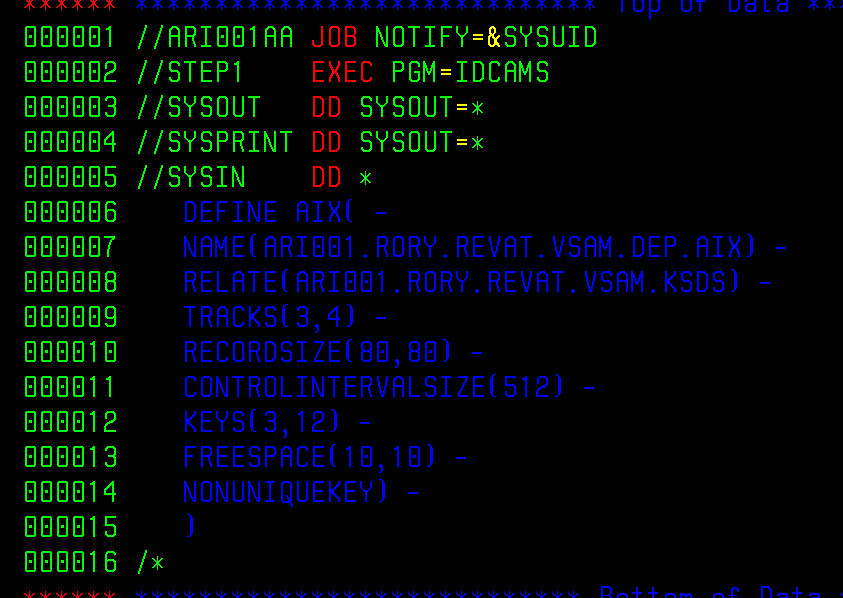 ****** ***************************** Top of Data ***
000001 //ARI001AA JOB NOTIFY=&SYSUID
000002 //STEP1    EXEC PGM=IDCAMS
000003 //SYSOUT   DD SYSOUT=*
000004 //SYSPRINT DD SYSOUT=*
000005 //SYSIN    DD *
000006    DEFINE AIX( -
000007    NAME(ARI001.RORY.REVAT.VSAM.DEP.AIX) -
000008    RELATE(ARI001.RORY.REVAT.VSAM.KSDS) -
000009    TRACKS(3,4) -
000010    RECORDSIZE(80,80) -
000011    CONTROLINTERVALSIZE(512) -
000012    KEYS(3,12) -
000013    FREESPACE(10,10) -
000014    NONUNIQUEKEY) -
000015    )
000016 /*
****** **************************** Bottom of Data *